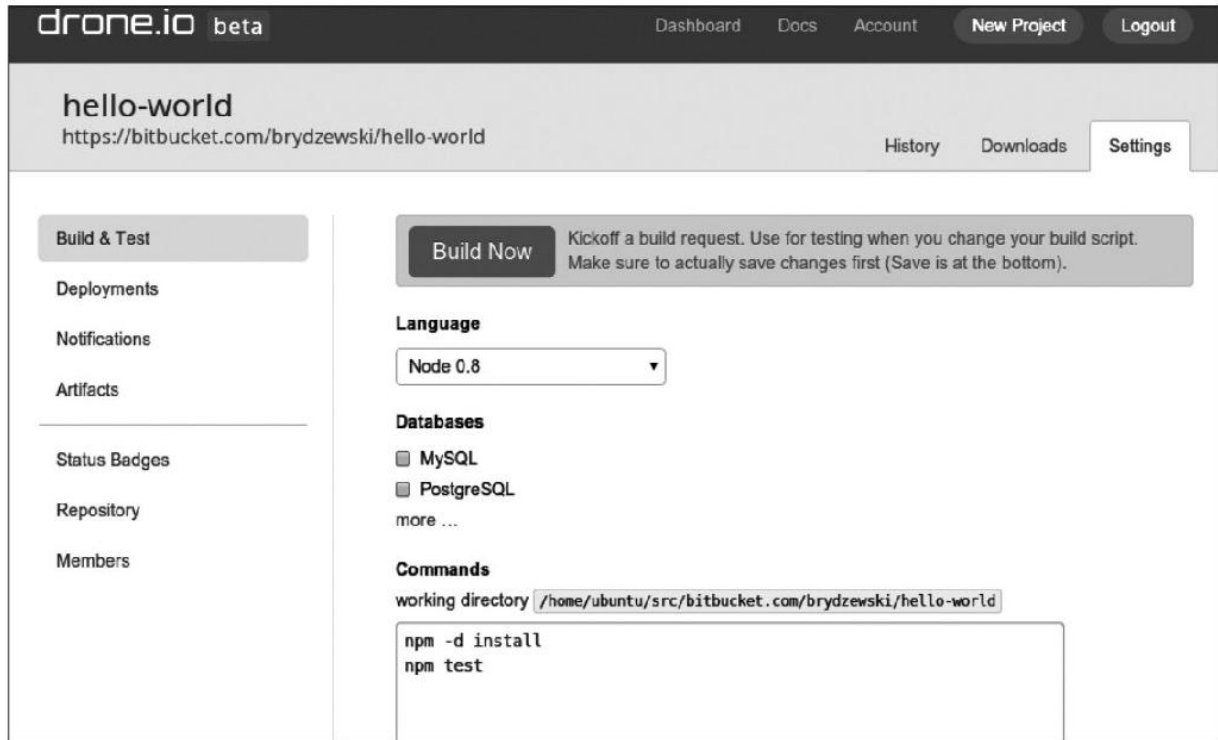 drone.io beta
Dashboard Docs Account New Project Logout
hello-world
https://bitbucket.com/brydzewski/hello-world
History Downloads Settings
Build & Test
Deployments
Notifications
Artifacts
Status Badges
Repository
Members
Build Now
Kickoff a build request. Use for testing when you change your build script.
Make sure to actually save changes first (Save is at the bottom).
Language
Node 0.8
Databases
MySQL
PostgreSQL
more ...
Commands
working directory /home/ubuntu/src/bitbucket.com/brydzewski/hello-world
npm -d install
npm test